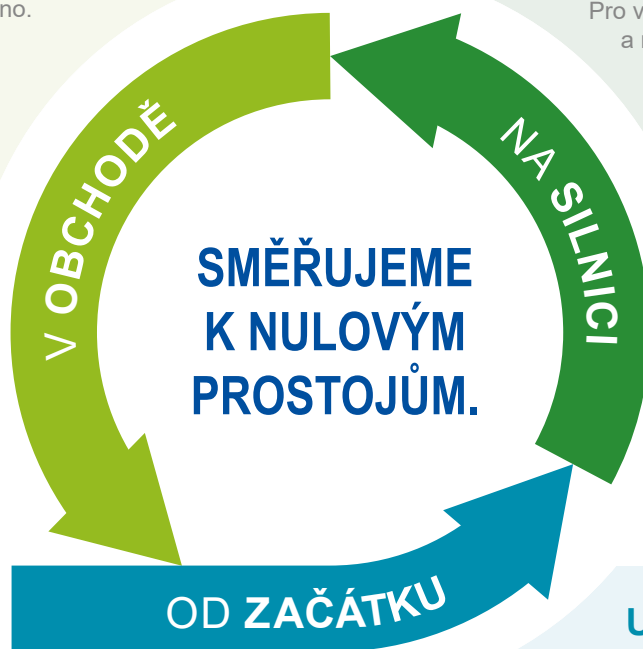 no.
Pro v
a
V OBCHODĚ
NA SILNICI
SMĚŘUJEME
K NULOVÝM
PROSTOJŮM.
OD ZAČÁTKU
U